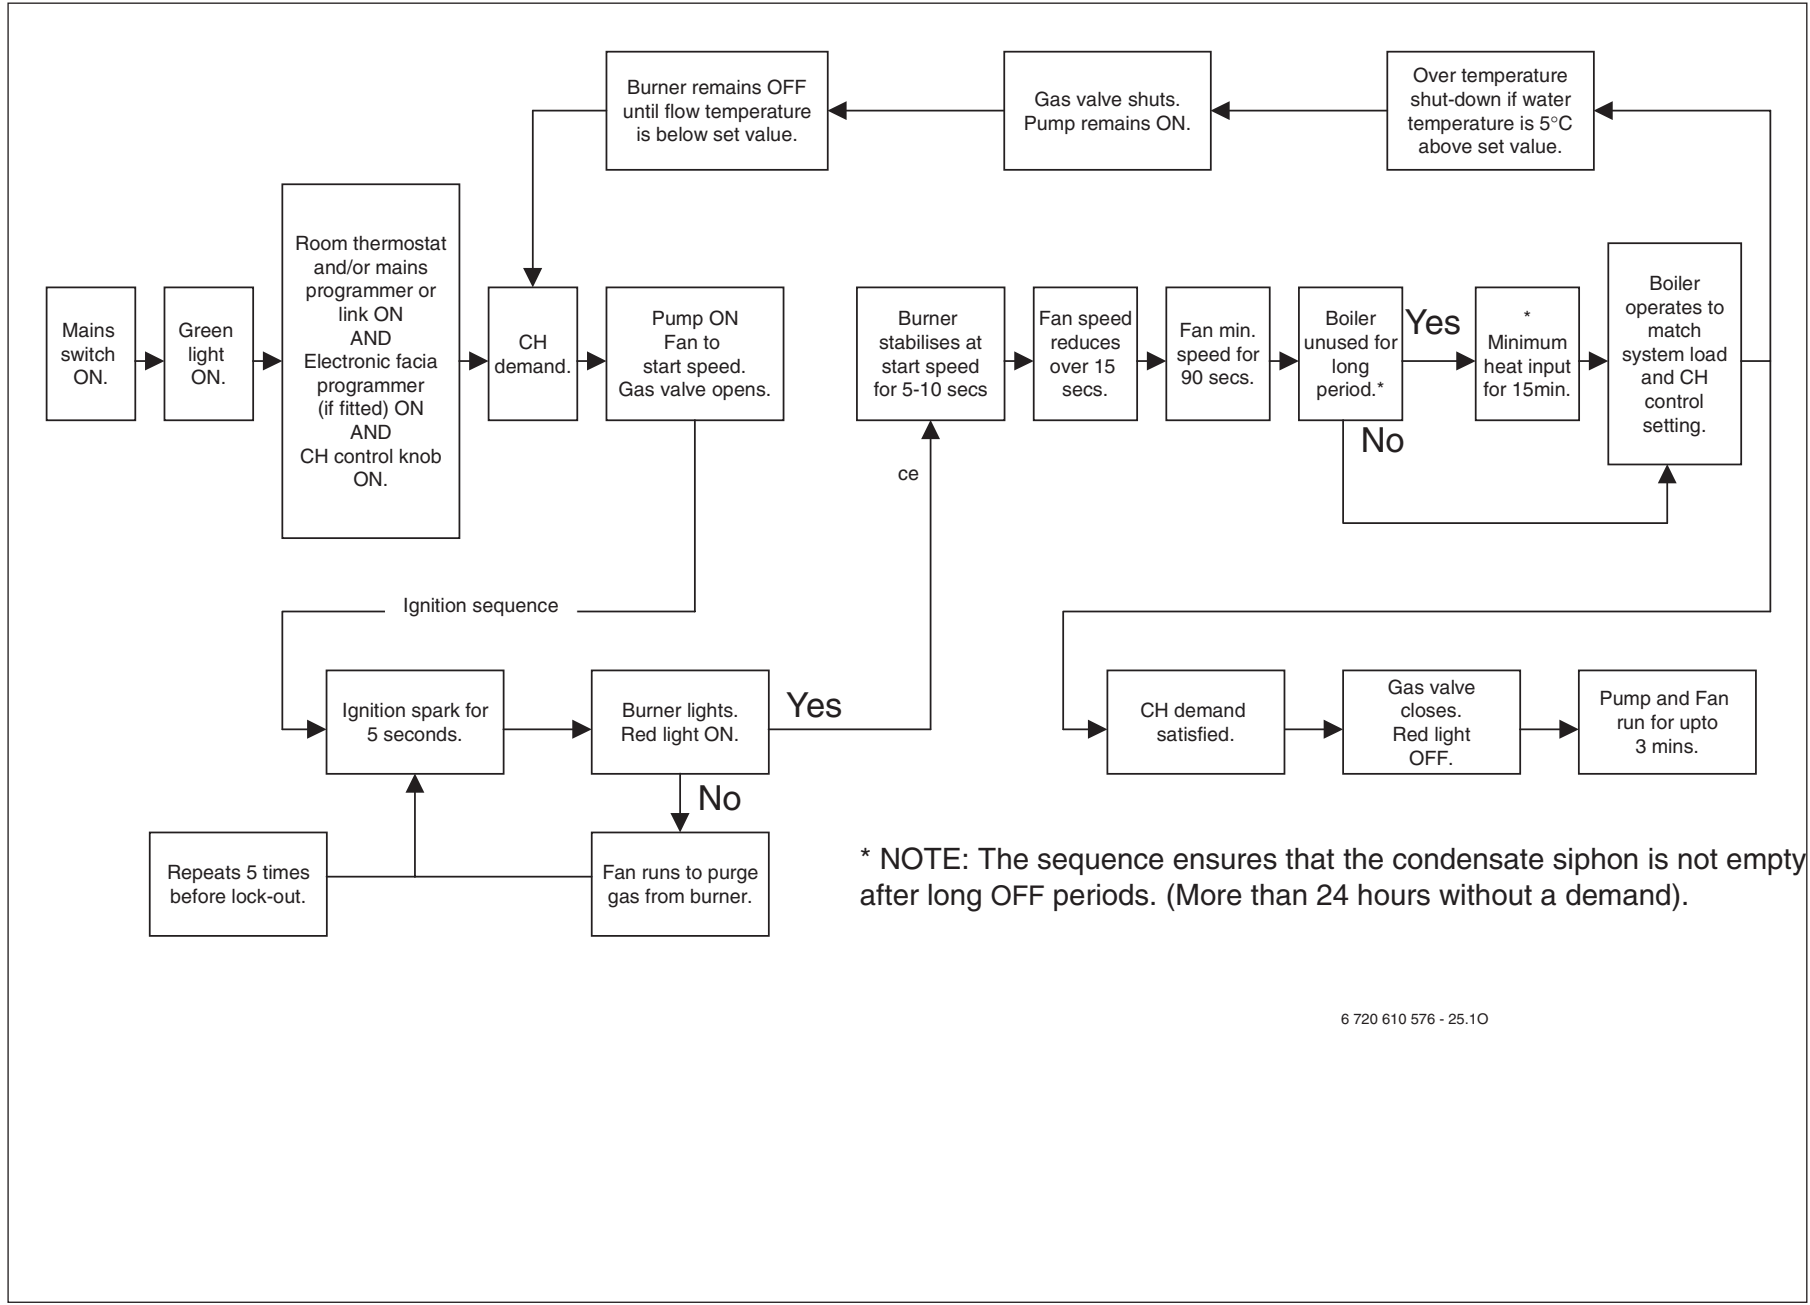 Burner remains OFF
until flow temperature
is below set value.
Gas valve shuts.
Pump remains ON.
Over temperature
shut-down if water
temperature is 5°C
above set value.
Mains
switch
ON.
Green
light
ON.
Room thermostat
and/or mains
programmer or
link ON
AND
Electronic facia
programmer
(if fitted) ON
AND
CH control knob
ON.
CH
demand.
Pump ON
Fan to
start speed.
Gas valve opens.
Burner
stabilises at
start speed
for 5-10 secs
Fan speed
reduces
over 15
secs.
Fan min.
speed for
90 secs.
Boiler
unused for
long
period.*
Yes
No
*
Minimum
heat input
for 15min.
Boiler
operates to
match
system load
and CH
control
setting.
ce
Ignition sequence
Ignition spark for
5 seconds.
Burner lights.
Red light ON.
Yes
No
Repeats 5 times
before lock-out.
Fan runs to purge
gas from burner.
CH demand
satisfied.
Gas valve
closes.
Red light
OFF.
Pump and Fan
run for upto
3 mins.
* NOTE: The sequence ensures that the condensate siphon is not empty
after long OFF periods. (More than 24 hours without a demand).
6 720 610 576 - 25.1O